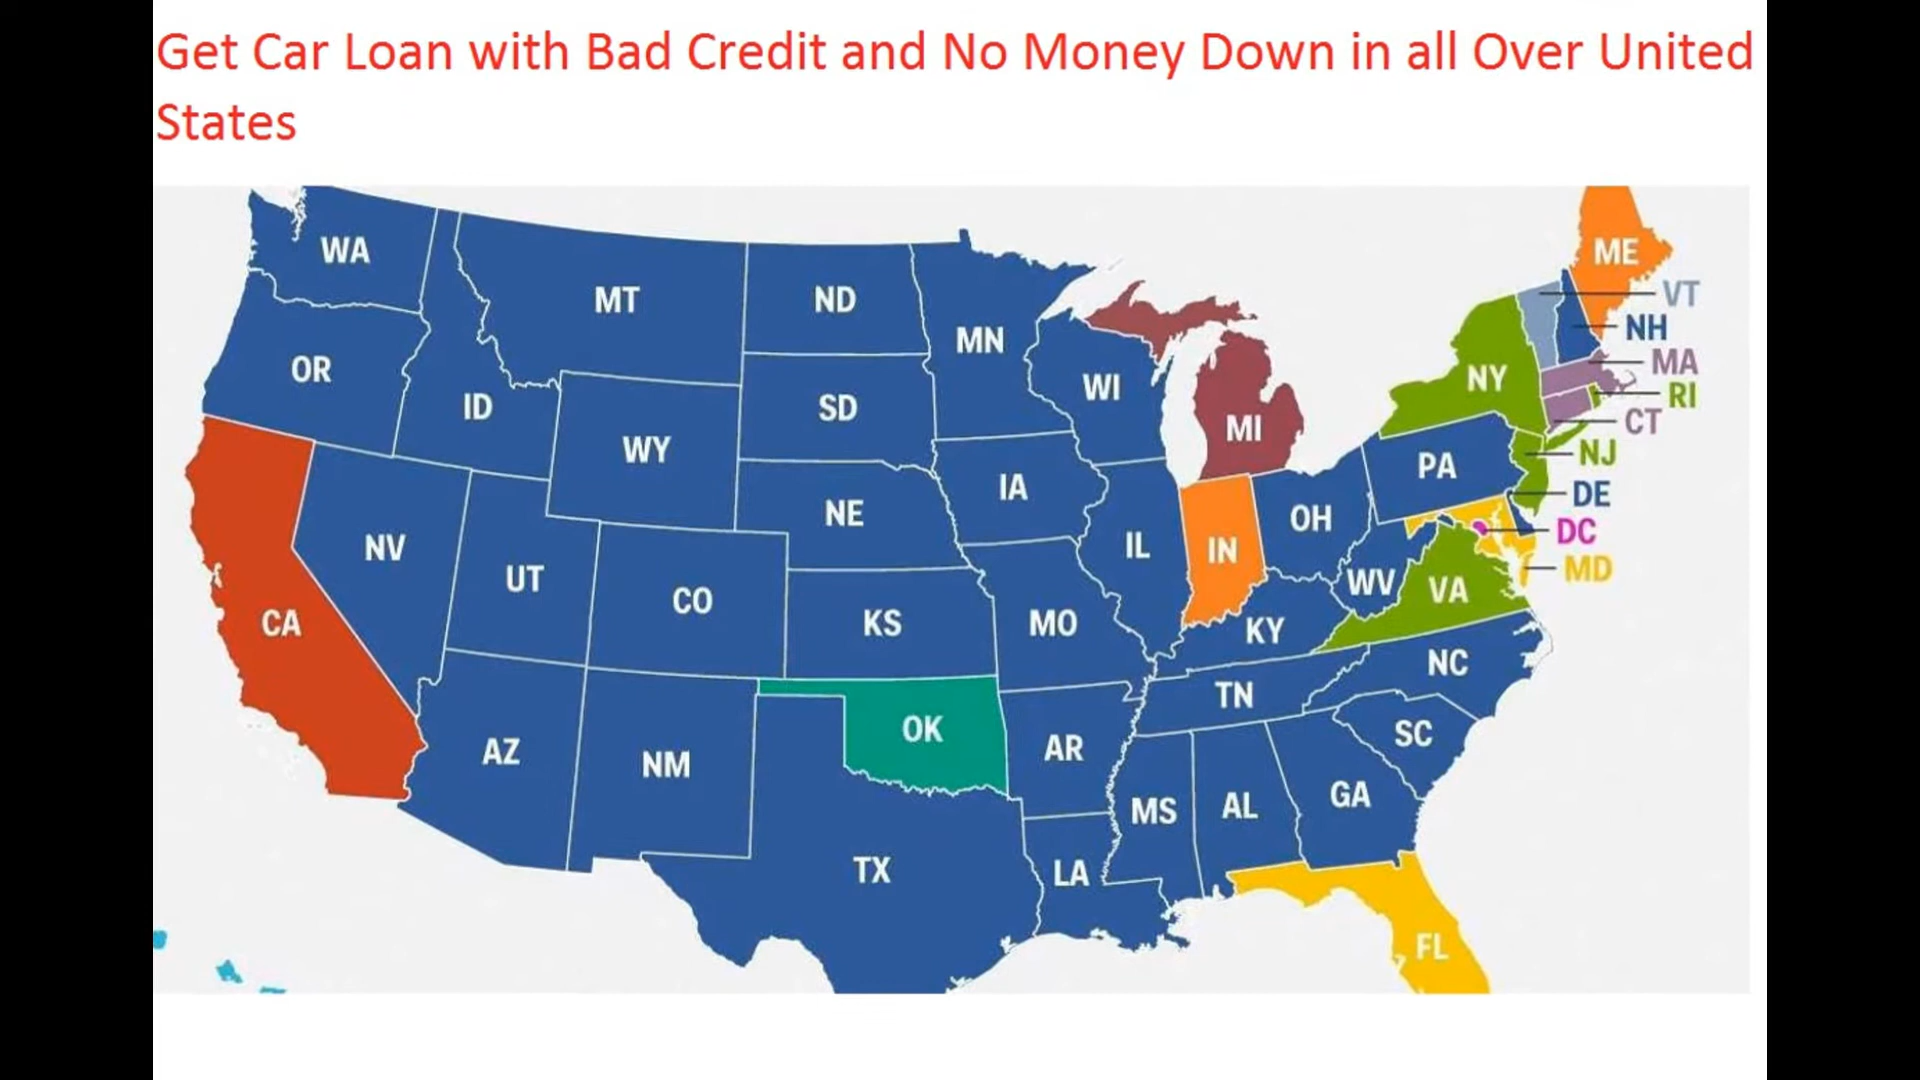 Get Car Loan with Bad Credit and No Money Down in all Over United
States
WA
MT
ND
MN
ME
VT
NH
OR
ID
SD
WI
MI
NY
MA
RI
CT
WY
NE
IA
PA
NJ
DE
NV
UT
CO
KS
MO
IL
IN
OH
WV
VA
DC
MD
CA
KY
NC
TN
AZ
NM
OK
AR
SC
MS
AL
GA
TX
LA
FL